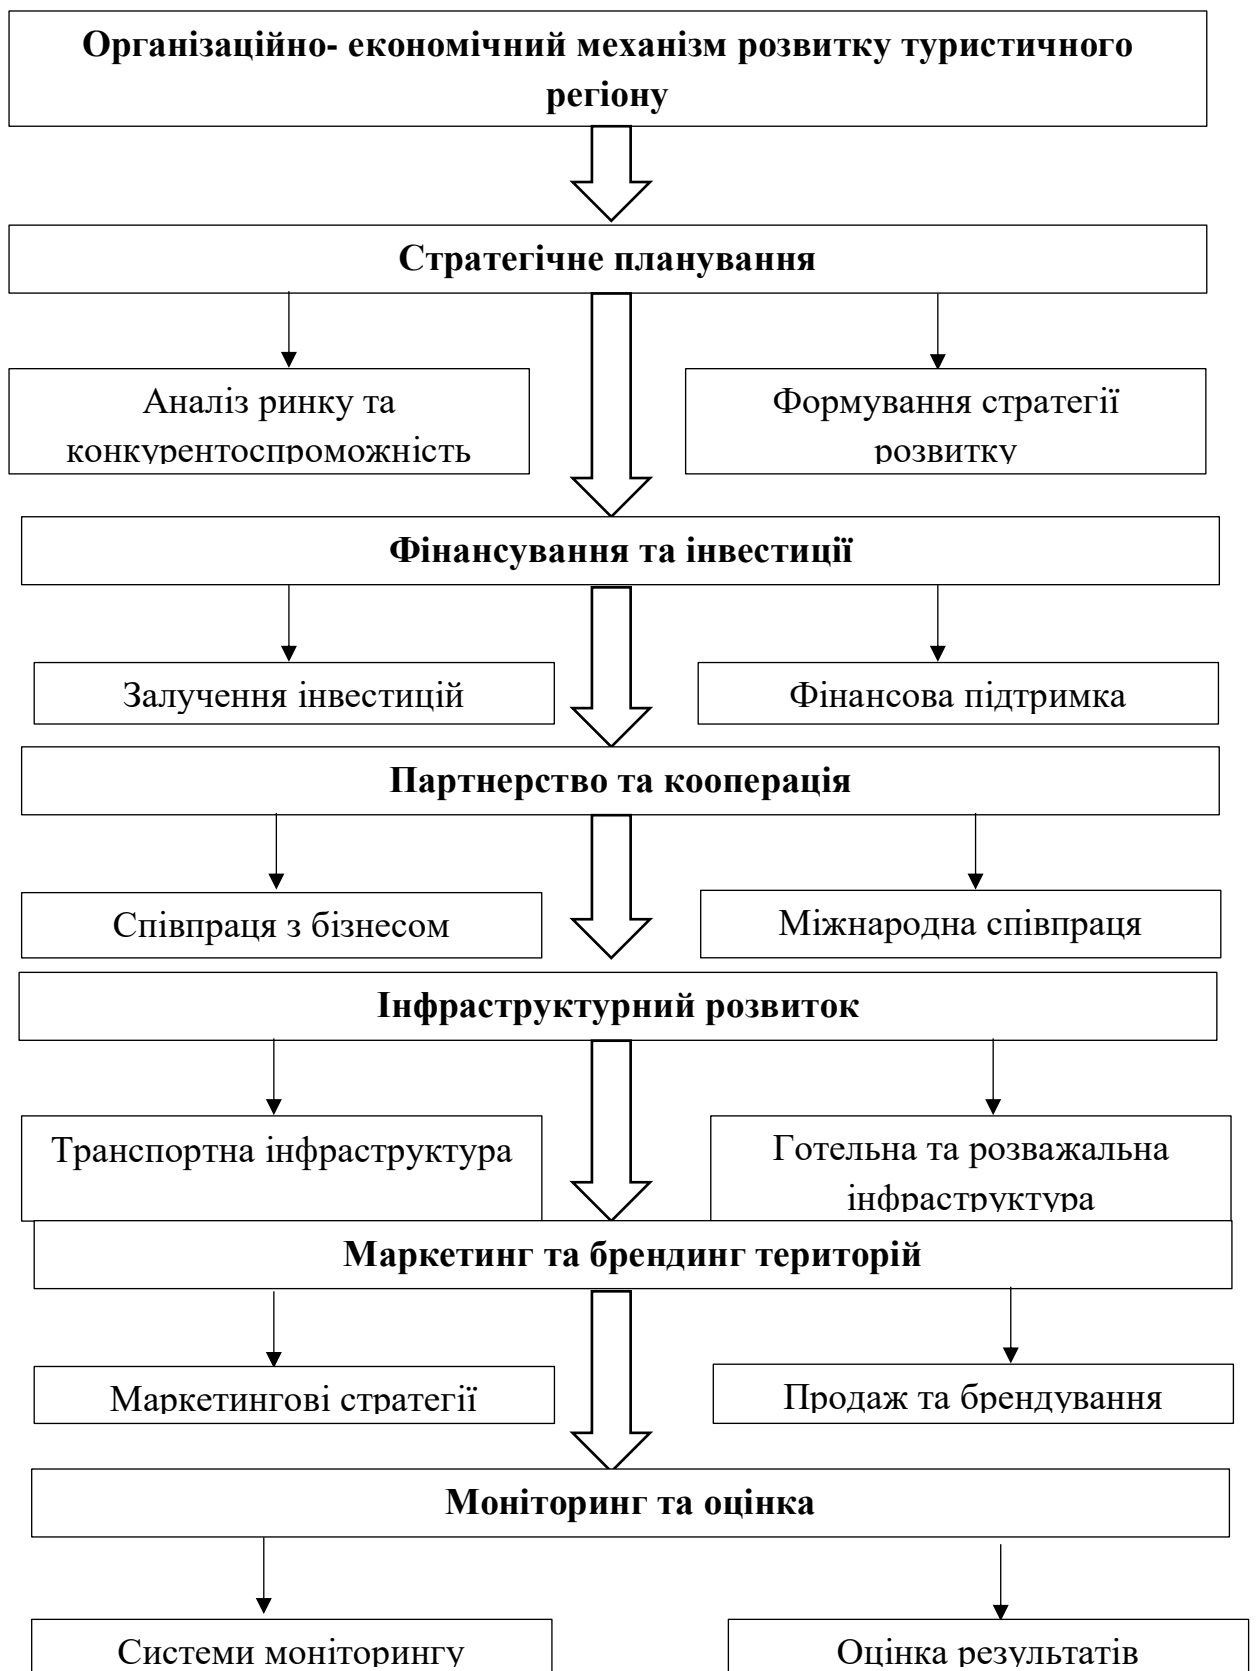 Організаційно- економічний механізм розвитку туристичного
регіону
Стратегічне планування
Аналіз ринку та
конкурентоспроможність
Формування стратегії
розвитку
Фінансування та інвестиції
Залучення інвестицій
Фінансова підтримка
Партнерство та кооперація
Співпраця з бізнесом
Міжнародна співпраця
Інфраструктурний розвиток
Транспортна інфраструктура
Готельна та розважальна
інфраструктура
Маркетинг та брендинг територій
Маркетингові стратегії
Продаж та брендування
Моніторинг та оцінка
Системи моніторингу
Оцінка результатів